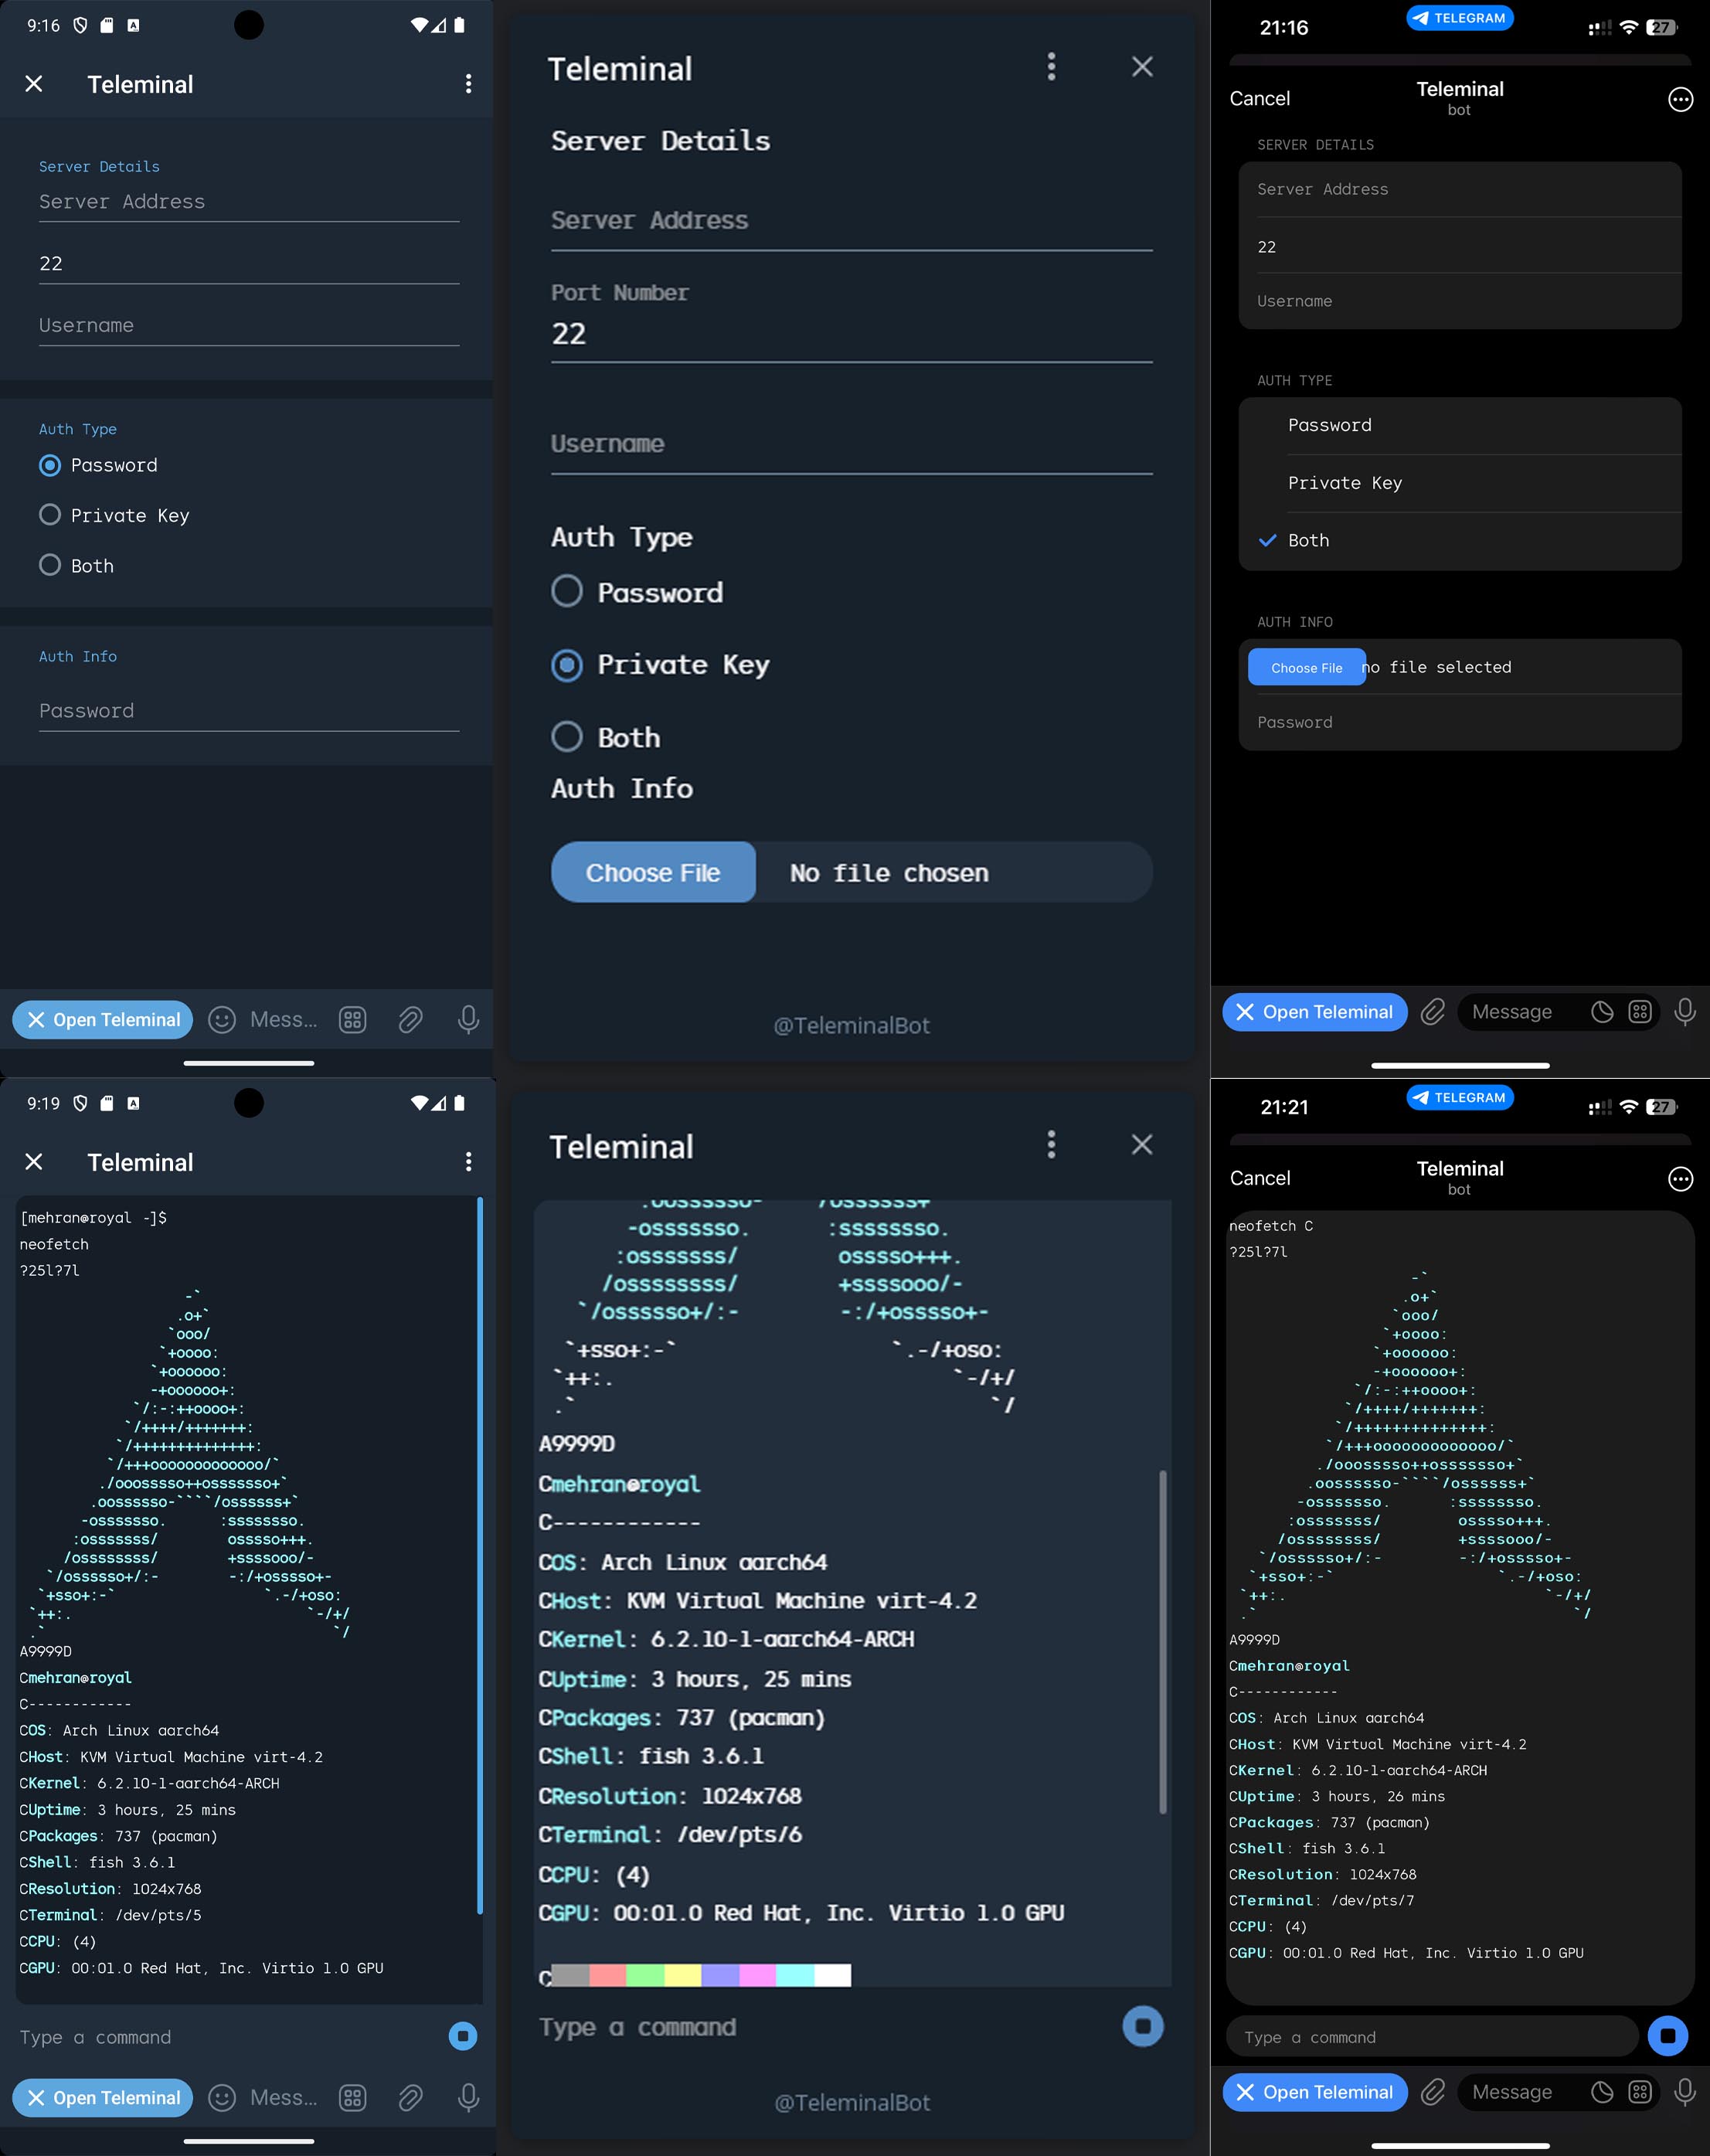 9:16
Teleminal
Server Details
Server Address
22
Username
Auth Type
Password
Private Key
Both
Auth Info
Password
Open Teleminal
Mess...
Teleminal
Server Details
Server Address
Port Number
22
Username
Auth Type
Password
Private Key
Both
Auth Info
Choose File No file chosen
@TeleminalBot
21:16
TELEGRAM
27
Cancel
Teleminal
bot
SERVER DETAILS
Server Address
22
Username
AUTH TYPE
Password
Private Key
Both
AUTH INFO
Choose File no file selected
Password
Open Teleminal
Message
9:19
Teleminal
[mehran@royal ~]$
neofetch
?25l?7l
-`
.o+`
`ooo/
`+oooo:
`+oooooo:
-+oooooo+:
`/:-:++oooo+:
`/++++/+++++++:
`/++++++++++++++:
`/+++ooooooooooooo/`
./ooosssso++osssssso+`
.oossssso-````/ossssss+`
-osssssso. :ssssssso.
:osssssss/ osssso+++.
/ossssssss/ +ssssooo/-
`/ossssso+/:- -:/+osssso+-
`+sso+:-` `.-/+oso:
`++:. `-/+/
.` `/
A9999D
Cmehran@royal
C------------
COS: Arch Linux aarch64
CHost: KVM Virtual Machine virt-4.2
CKernel: 6.2.10-1-aarch64-ARCH
CUptime: 3 hours, 25 mins
CPackages: 737 (pacman)
CShell: fish 3.6.1
CResolution: 1024x768
CTerminal: /dev/pts/5
CCPU: (4)
CGPU: 00:01.0 Red Hat, Inc. Virtio 1.0 GPU
Type a command
Open Teleminal
Mess...
Teleminal
.oossssso- /ossssss+
-osssssso. :ssssssso.
:osssssss/ osssso+++.
/ossssssss/ +ssssooo/-
`/ossssso+/:- -:/+osssso+-
`+sso+:-` `.-/+oso:
`++:. `-/+/
.` `/
A9999D
Cmehran@royal
C------------
COS: Arch Linux aarch64
CHost: KVM Virtual Machine virt-4.2
CKernel: 6.2.10-1-aarch64-ARCH
CUptime: 3 hours, 25 mins
CPackages: 737 (pacman)
CShell: fish 3.6.1
CResolution: 1024x768
CTerminal: /dev/pts/6
CCPU: (4)
CGPU: 00:01.0 Red Hat, Inc. Virtio 1.0 GPU
C
Type a command
@TeleminalBot
21:21
TELEGRAM
27
Cancel
Teleminal
bot
neofetch C
?25l?7l
-`
.o+`
`ooo/
`+oooo:
`+oooooo:
-+oooooo+:
`/:-:++oooo+:
`/++++/+++++++:
`/++++++++++++++:
`/+++ooooooooooooo/`
./ooosssso++osssssso+`
.oossssso-````/ossssss+`
-osssssso. :ssssssso.
:osssssss/ osssso+++.
/ossssssss/ +ssssooo/-
`/ossssso+/:- -:/+osssso+-
`+sso+:-` `.-/+oso:
`++:. `-/+/
.` `/
A9999D
Cmehran@royal
C------------
COS: Arch Linux aarch64
CHost: KVM Virtual Machine virt-4.2
CKernel: 6.2.10-1-aarch64-ARCH
CUptime: 3 hours, 26 mins
CPackages: 737 (pacman)
CShell: fish 3.6.1
CResolution: 1024x768
CTerminal: /dev/pts/7
CCPU: (4)
CGPU: 00:01.0 Red Hat, Inc. Virtio 1.0 GPU
Type a command
Open Teleminal
Message